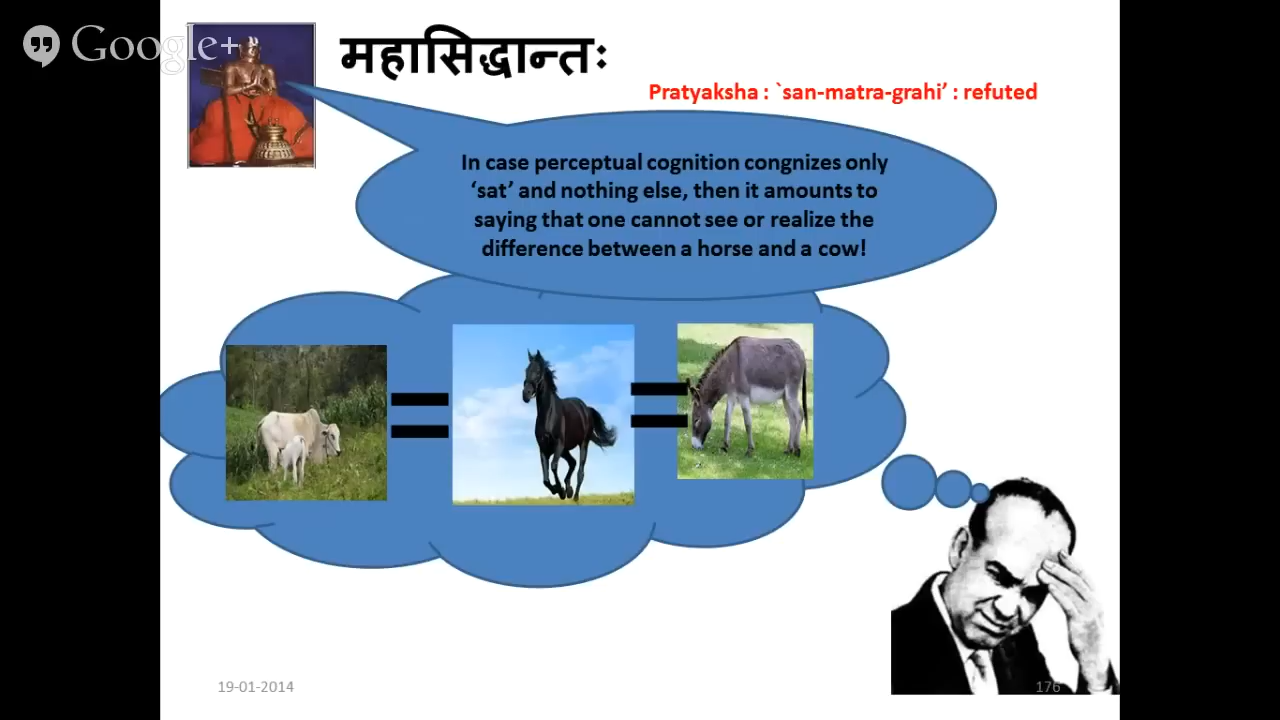 Google+
महासिद्धान्तः
Pratyaksha : `san-matra-grahi’ : refuted
In case perceptual cognition congnizes only
‘sat’ and nothing else, then it amounts to
saying that one cannot see or realize the
difference between a horse and a cow!
19-01-2014
176